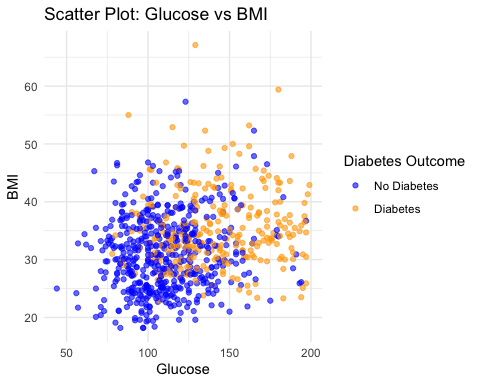 Scatter Plot: Glucose vs BMI
60
50
40
30
20
BMI
50
100
150
200
Glucose
Diabetes Outcome
No Diabetes
Diabetes